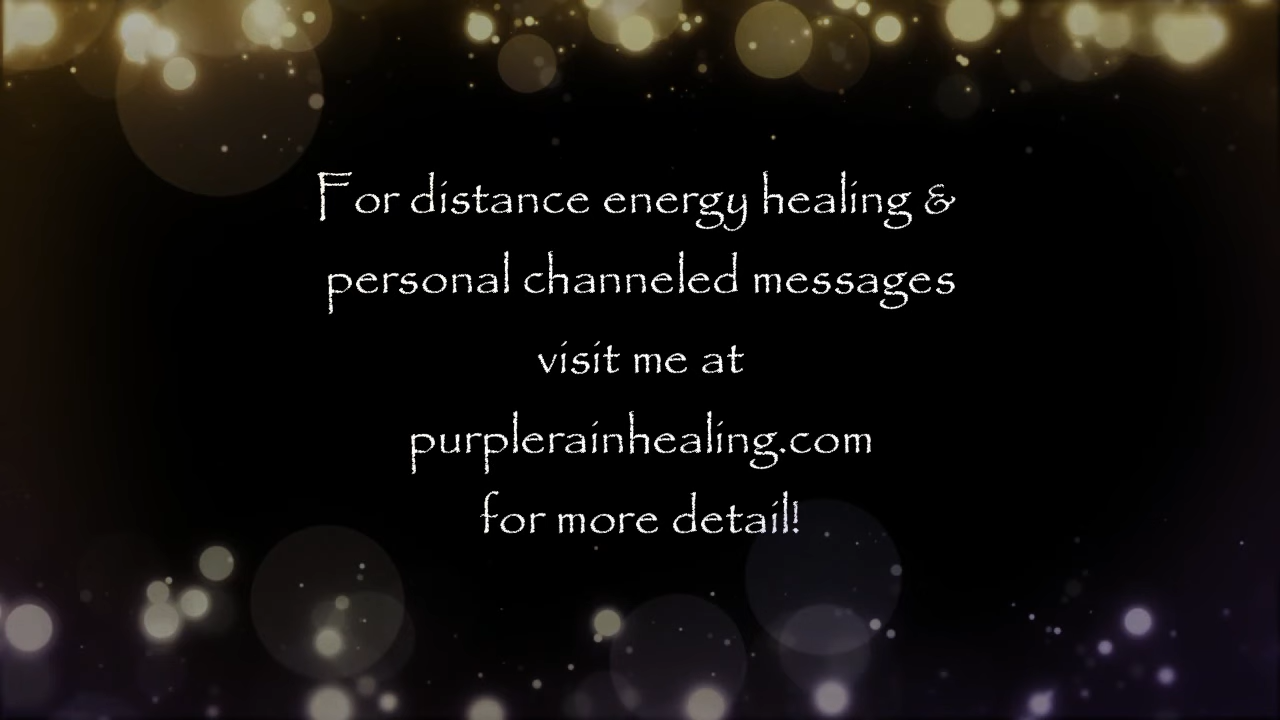 For distance energy healing &
personal channeled messages
visit me at
purplerainhealing.com
for more detail!